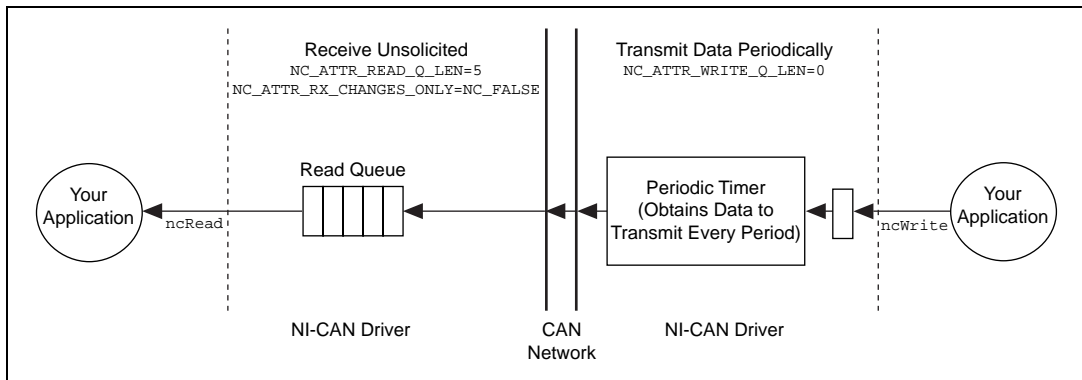 Receive Unsolicited
NC_ATTR_READ_Q_LEN=5
NC_ATTR_RX_CHANGES_ONLY=NC_FALSE
Transmit Data Periodically
NC_ATTR_WRITE_Q_LEN=0
Your
Application
ncRead
Read Queue
Periodic Timer
(Obtains Data to
Transmit Every Period)
ncWrite
Your
Application
NI-CAN Driver
CAN
Network
NI-CAN Driver